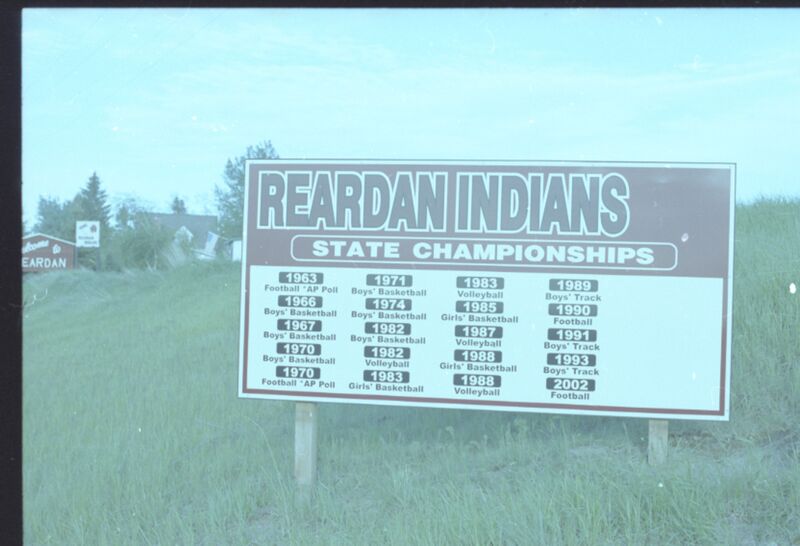 REARDAN INDIANS
STATE CHAMPIONSHIPS
1963
Football *AP Poll
1966
Boys' Basketball
1967
Boys' Basketball
1970
Boys' Basketball
1970
Football *AP Poll
1971
Boys' Basketball
1974
Boys' Basketball
1982
Boys' Basketball
1982
Volleyball
1983
Girls' Basketball
1983
Volleyball
1985
Girls' Basketball
1987
Volleyball
1988
Girls' Basketball
1988
Volleyball
1989
Boys' Track
1990
Football
1991
Boys' Track
1993
Boys' Track
2002
Football
Welcome to
REARDAN